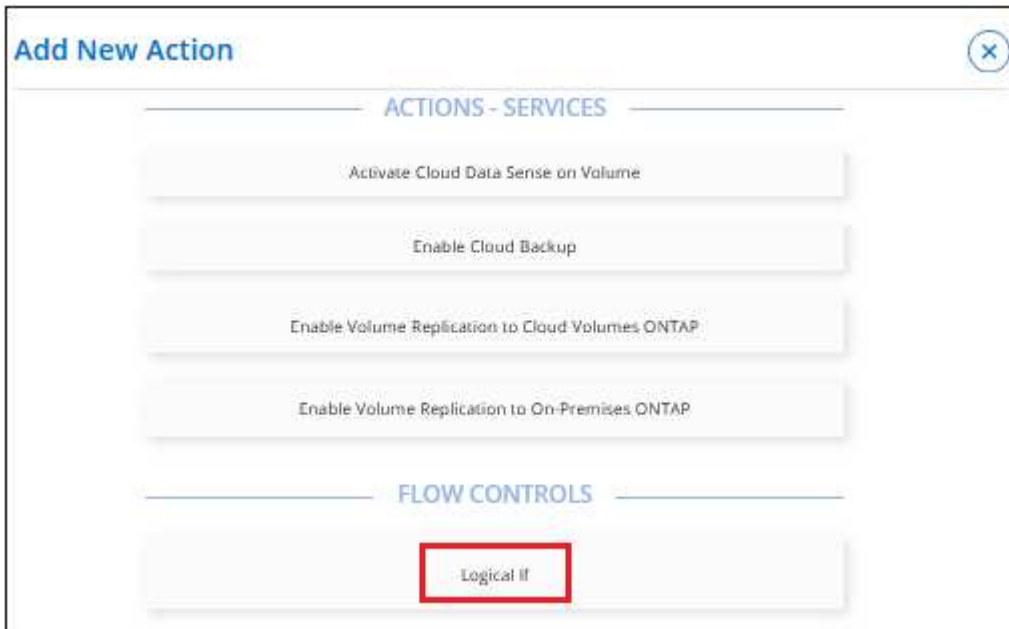 Add New Action
ACTIONS - SERVICES
Activate Cloud Data Sense on Volume
Enable Cloud Backup
Enable Volume Replication to Cloud Volumes ONTAP
Enable Volume Replication to On-Premises ONTAP
FLOW CONTROLS
Logical If